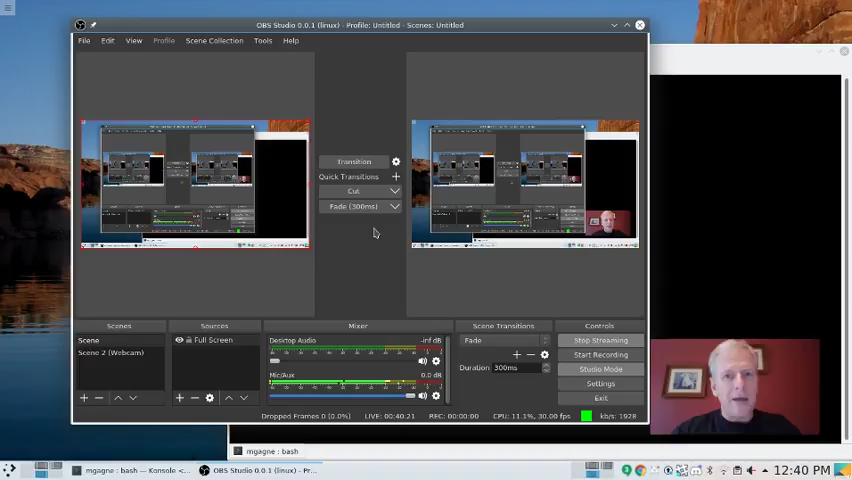 OBS Studio 0.0.1 (linux) - Profile: Untitled - Scenes: Untitled
File Edit View Profile Scene Collection Tools Help
Transition
Quick Transitions
Cut
Fade (300ms)
Scenes Sources Mixer Scene Transitions Controls
Scene
Scene 2 (Webcam)
Full Screen
Desktop Audio -inf dB
Mic/Aux 0.0 dB
Fade
Duration 300ms
Stop Streaming
Start Recording
Studio Mode
Settings
Exit
Dropped Frames 0 (0.0%) LIVE: 00:40:21 REC: 00:00:00 CPU: 11.1%, 30.00 fps kb/s: 1928
mgagne : bash
mgagne : bash — Konsole <... OBS Studio 0.0.1 (linux) - P... 12:40 PM